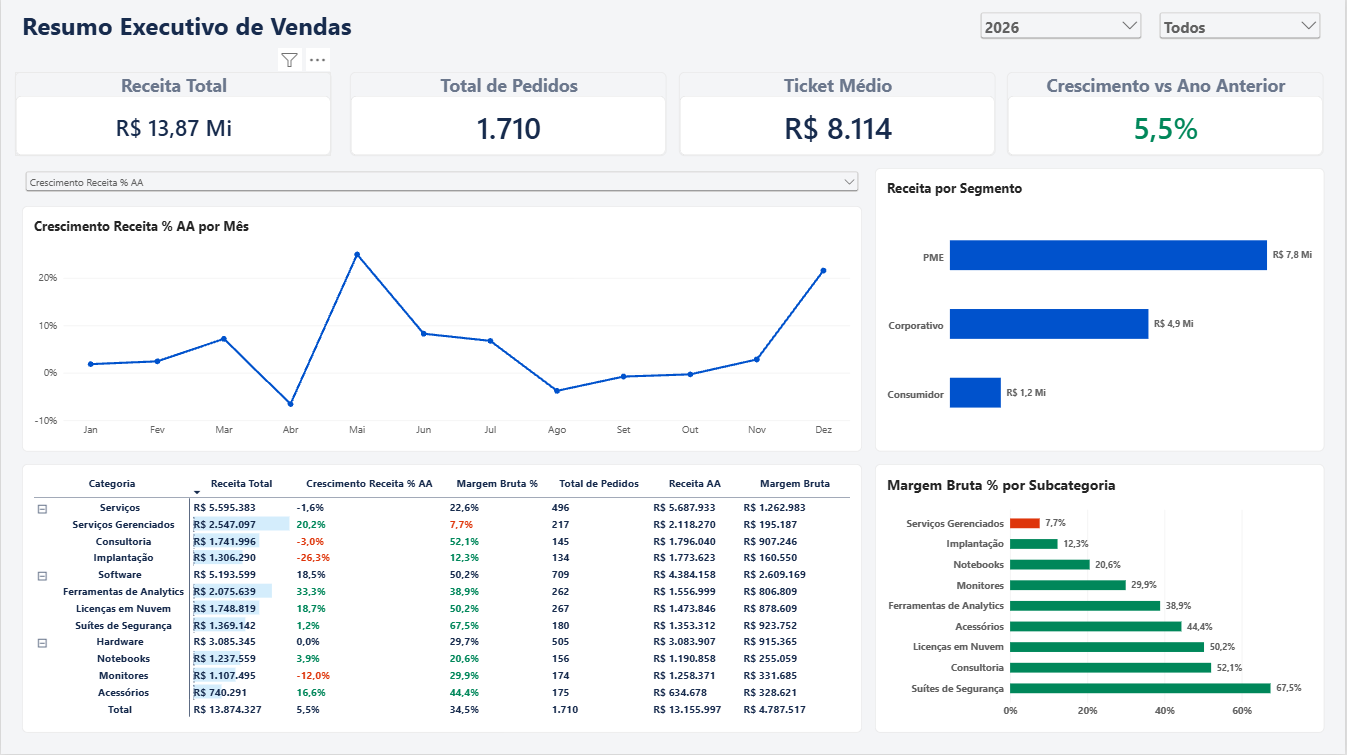 Resumo Executivo de Vendas
2026
Todos
Receita Total
R$ 13,87 Mi
Total de Pedidos
1.710
Ticket Médio
R$ 8.114
Crescimento vs Ano Anterior
5,5%
Crescimento Receita % AA
Crescimento Receita % AA por Mês
20%
10%
0%
-10%
Jan Fev Mar Abr Mai Jun Jul Ago Set Out Nov Dez
Receita por Segmento
PME R$ 7,8 Mi
Corporativo R$ 4,9 Mi
Consumidor R$ 1,2 Mi
Categoria Receita Total Crescimento Receita % AA Margem Bruta % Total de Pedidos Receita AA Margem Bruta
Serviços R$ 5.595.383 -1,6% 22,6% 496 R$ 5.687.933 R$ 1.262.983
Serviços Gerenciados R$ 2.547.097 20,2% 7,7% 217 R$ 2.118.270 R$ 195.187
Consultoria R$ 1.741.996 -3,0% 52,1% 145 R$ 1.796.040 R$ 907.246
Implantação R$ 1.306.290 -26,3% 12,3% 134 R$ 1.773.623 R$ 160.550
Software R$ 5.193.599 18,5% 50,2% 709 R$ 4.384.158 R$ 2.609.169
Ferramentas de Analytics R$ 2.075.639 33,3% 38,9% 262 R$ 1.556.999 R$ 806.809
Licenças em Nuvem R$ 1.748.819 18,7% 50,2% 267 R$ 1.473.846 R$ 878.609
Suítes de Segurança R$ 1.369.142 1,2% 67,5% 180 R$ 1.353.312 R$ 923.752
Hardware R$ 3.085.345 0,0% 29,7% 505 R$ 3.083.907 R$ 915.365
Notebooks R$ 1.237.559 3,9% 20,6% 156 R$ 1.190.858 R$ 255.059
Monitores R$ 1.107.495 -12,0% 29,9% 174 R$ 1.258.371 R$ 331.685
Acessórios R$ 740.291 16,6% 44,4% 175 R$ 634.678 R$ 328.621
Total R$ 13.874.327 5,5% 34,5% 1.710 R$ 13.155.997 R$ 4.787.517
Margem Bruta % por Subcategoria
Serviços Gerenciados 7,7%
Implantação 12,3%
Notebooks 20,6%
Monitores 29,9%
Ferramentas de Analytics 38,9%
Acessórios 44,4%
Licenças em Nuvem 50,2%
Consultoria 52,1%
Suítes de Segurança 67,5%
0% 20% 40% 60%